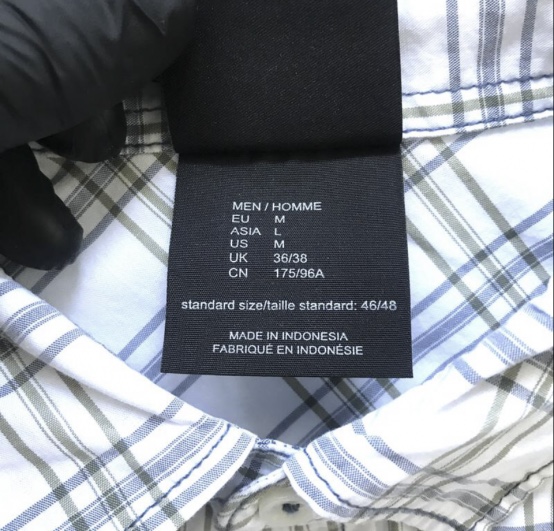 MEN / HOMME
EU M
ASIA L
US M
UK 36/38
CN 175/96A
standard size/taille standard: 46/48
MADE IN INDONESIA
FABRIQUÉ EN INDONÉSIE